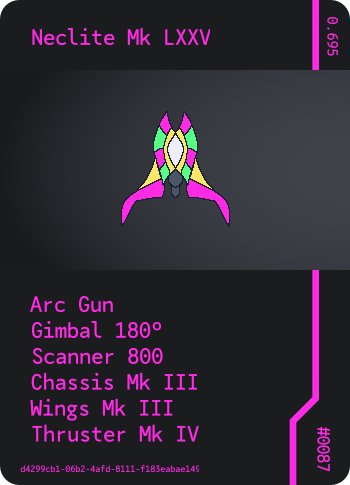 Neclite Mk LXXV
0.695
Arc Gun
Gimbal 180°
Scanner 800
Chassis Mk III
Wings Mk III
Thruster Mk IV
#0087
d4299cb1-06b2-4afd-8111-f183eabae149